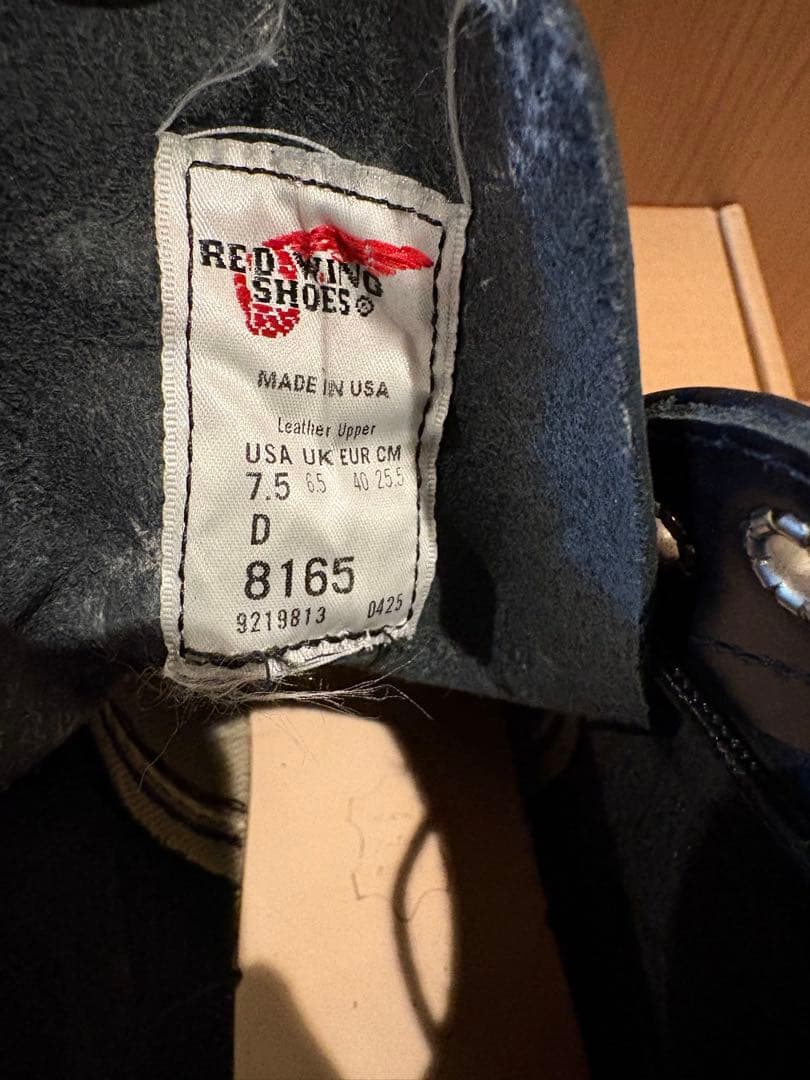 RED WING
SHOES®
MADE IN USA
Leather Upper
USA UK EUR CM
7.5 6.5 40 25.5
D
8165
9219813 0425